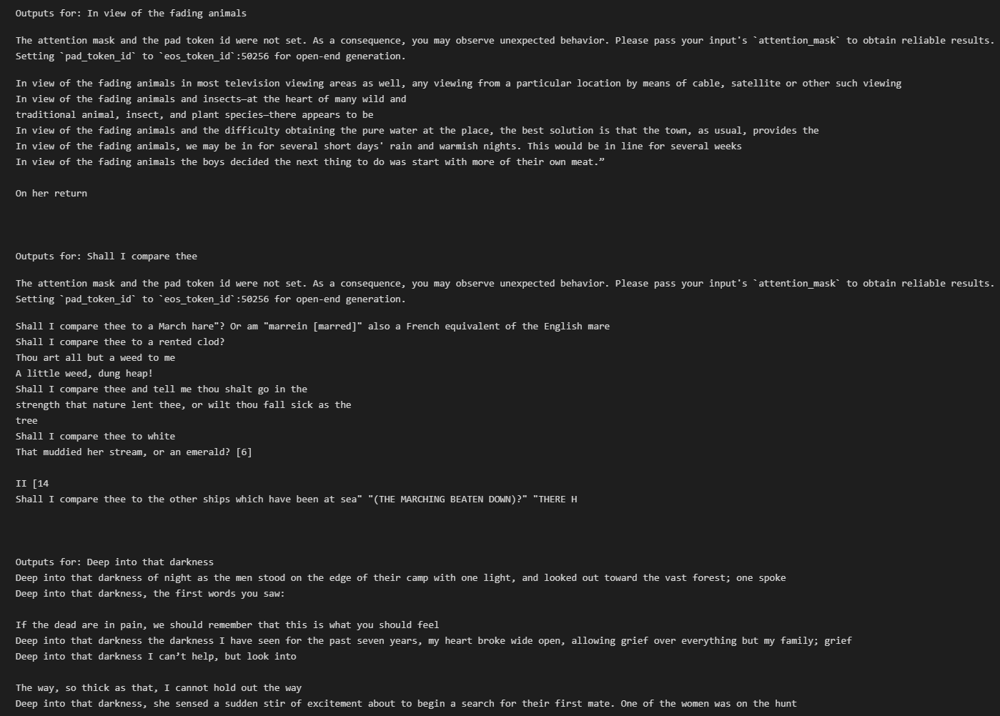 Outputs for: In view of the fading animals
The attention mask and the pad token id were not set. As a consequence, you may observe unexpected behavior. Please pass your input's `attention_mask` to obtain reliable results.
Setting `pad_token_id` to `eos_token_id`:50256 for open-end generation.
In view of the fading animals in most television viewing areas as well, any viewing from a particular location by means of cable, satellite or other such viewing
In view of the fading animals and insects—at the heart of many wild and
traditional animal, insect, and plant species—there appears to be
In view of the fading animals and the difficulty obtaining the pure water at the place, the best solution is that the town, as usual, provides the
In view of the fading animals, we may be in for several short days' rain and warmish nights. This would be in line for several weeks
In view of the fading animals the boys decided the next thing to do was start with more of their own meat.”
On her return
Outputs for: Shall I compare thee
The attention mask and the pad token id were not set. As a consequence, you may observe unexpected behavior. Please pass your input's `attention_mask` to obtain reliable results.
Setting `pad_token_id` to `eos_token_id`:50256 for open-end generation.
Shall I compare thee to a March hare"? Or am "marrein [marred]" also a French equivalent of the English mare
Shall I compare thee to a rented clod?
Thou art all but a weed to me
A little weed, dung heap!
Shall I compare thee and tell me thou shalt go in the
strength that nature lent thee, or wilt thou fall sick as the
tree
Shall I compare thee to white
That muddied her stream, or an emerald? [6]
II [14
Shall I compare thee to the other ships which have been at sea" "(THE MARCHING BEATEN DOWN)?" "THERE H
Outputs for: Deep into that darkness
Deep into that darkness of night as the men stood on the edge of their camp with one light, and looked out toward the vast forest; one spoke
Deep into that darkness, the first words you saw:
If the dead are in pain, we should remember that this is what you should feel
Deep into that darkness the darkness I have seen for the past seven years, my heart broke wide open, allowing grief over everything but my family; grief
Deep into that darkness I can’t help, but look into
The way, so thick as that, I cannot hold out the way
Deep into that darkness, she sensed a sudden stir of excitement about to begin a search for their first mate. One of the women was on the hunt